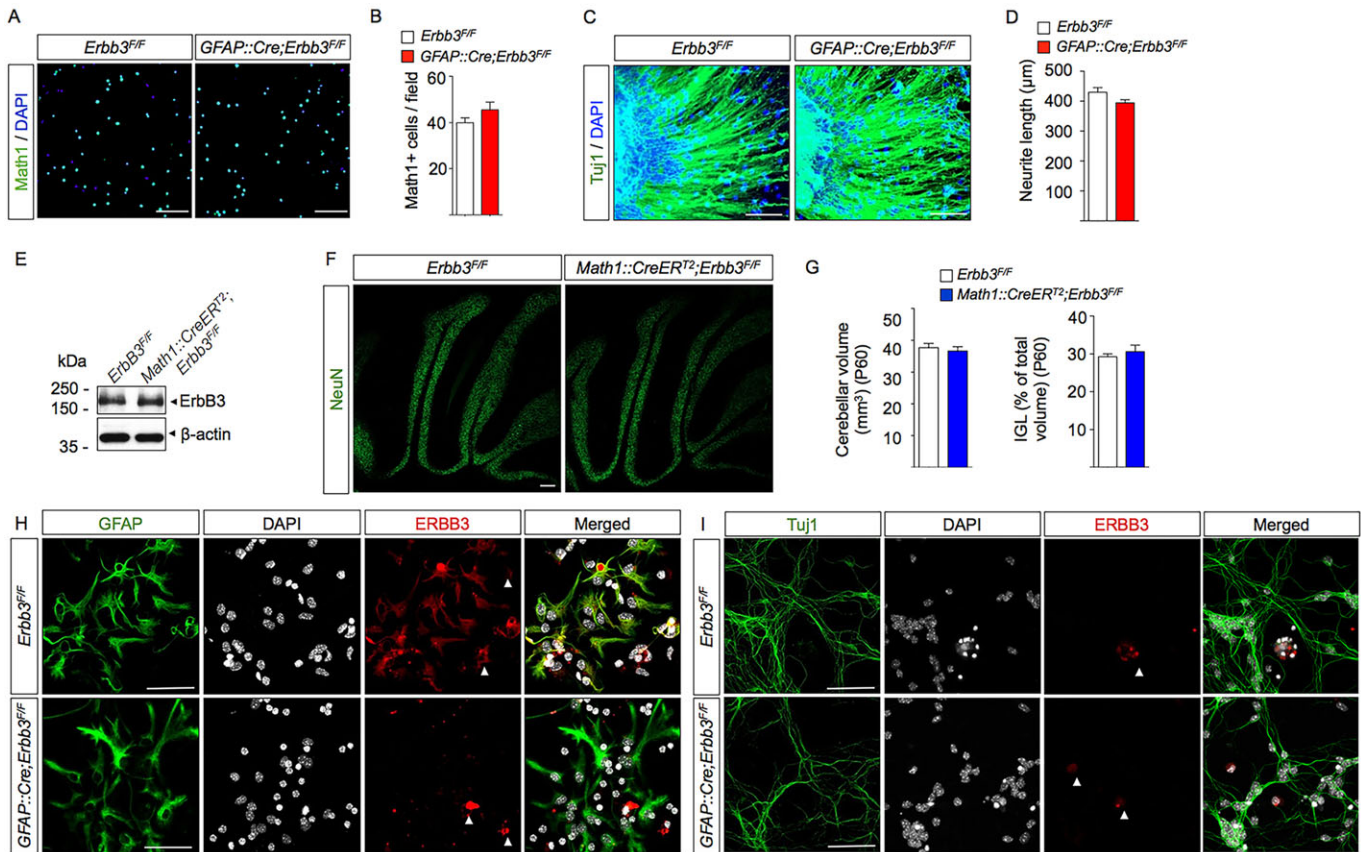 A
Erbb3F/F
GFAP::Cre;Erbb3F/F
Math1 / DAPI
B
Erbb3F/F
GFAP::Cre;Erbb3F/F
Math1+ cells / field
60
40
20
C
Erbb3F/F
GFAP::Cre;Erbb3F/F
Tuj1 / DAPI
D
Erbb3F/F
GFAP::Cre;Erbb3F/F
Neurite length (µm)
500
400
300
200
100
E
kDa
ErbB3F/F
Math1::CreERT2;
Erbb3F/F
250 -
150 -
ErbB3
β-actin
35 -
F
Erbb3F/F
Math1::CreERT2;Erbb3F/F
NeuN
G
Erbb3F/F
Math1::CreERT2;Erbb3F/F
Cerebellar volume
(mm3) (P60)
50
40
30
20
10
IGL (% of total
volume) (P60)
40
30
20
10
H
GFAP
DAPI
ERBB3
Merged
Erbb3F/F
GFAP::Cre;Erbb3F/F
I
Tuj1
DAPI
ERBB3
Merged
Erbb3F/F
GFAP::Cre;Erbb3F/F